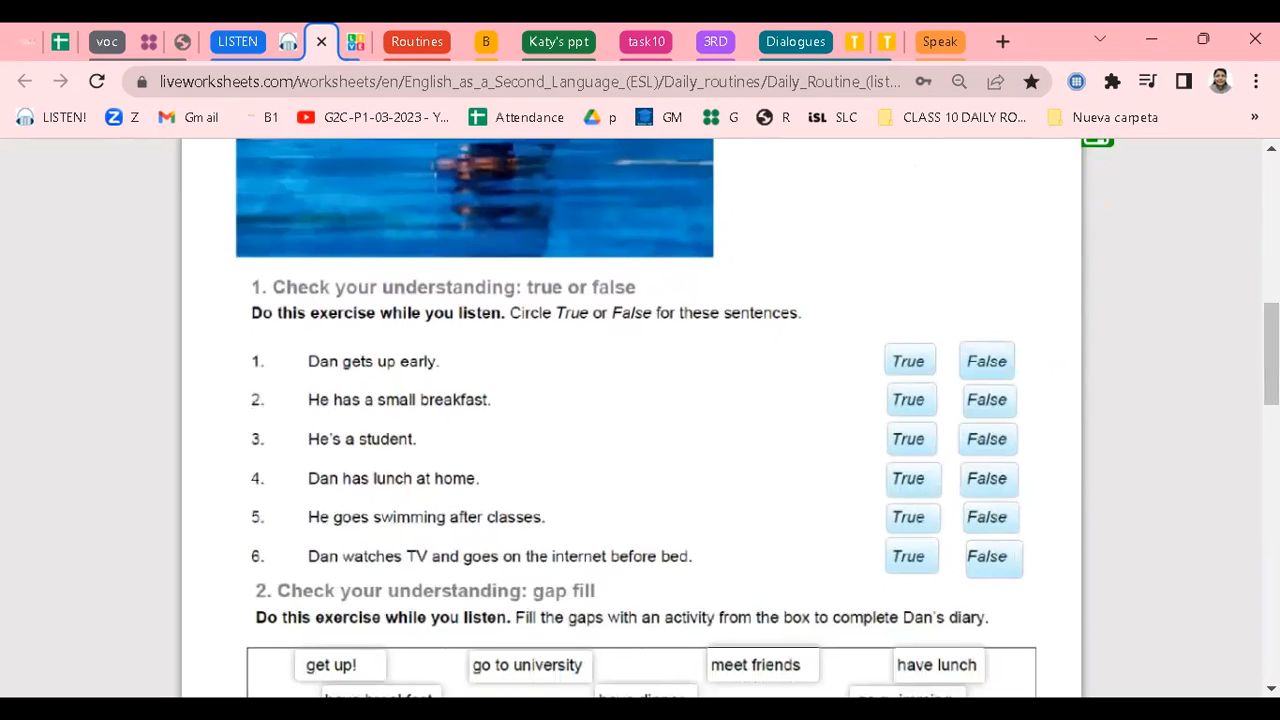 voc LISTEN Routines B Katy's ppt task10 3RD Dialogues T T Speak
liveworksheets.com/worksheets/en/English_as_a_Second_Language_(ESL)/Daily_routines/Daily_Routine_(list...
LISTEN! Z Gmail B1 G2C - 11-03-2023 - Y... Attendance p GM G R iSL SLC CLASS 10 DAILY RO... Nueva carpeta »
1. Check your understanding: true or false
Do this exercise while you listen. Circle True or False for these sentences.
1. Dan gets up early. True False
2. He has a small breakfast. True False
3. He's a student. True False
4. Dan has lunch at home. True False
5. He goes swimming after classes. True False
6. Dan watches TV and goes on the internet before bed. True False
2. Check your understanding: gap fill
Do this exercise while you listen. Fill the gaps with an activity from the box to complete Dan's diary.
get up! go to university meet friends have lunch